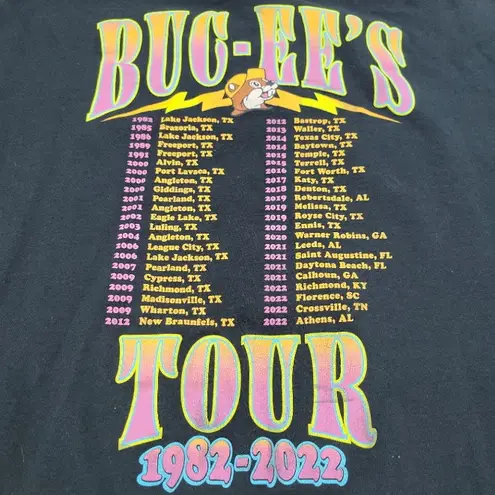 BUC-EE'S
1982 Lake Jackson, TX
1985 Brazoria, TX
1986 Lake Jackson, TX
1989 Freeport, TX
1991 Freeport, TX
2000 Alvin, TX
2000 Port Lavaca, TX
2000 Angleton, TX
2000 Giddings, TX
2001 Pearland, TX
2001 Angleton, TX
2002 Eagle Lake, TX
2003 Luling, TX
2004 Angleton, TX
2006 League City, TX
2006 Lake Jackson, TX
2007 Pearland, TX
2009 Cypress, TX
2009 Richmond, TX
2009 Madisonville, TX
2009 Wharton, TX
2012 New Braunfels, TX
2012 Bastrop, TX
2013 Waller, TX
2014 Texas City, TX
2014 Baytown, TX
2015 Temple, TX
2015 Terrell, TX
2016 Fort Worth, TX
2017 Katy, TX
2018 Denton, TX
2019 Robertsdale, AL
2019 Melissa, TX
2019 Royse City, TX
2020 Ennis, TX
2020 Warner Robins, GA
2021 Leeds, AL
2021 Saint Augustine, FL
2021 Daytona Beach, FL
2021 Calhoun, GA
2022 Richmond, KY
2022 Florence, SC
2022 Crossville, TN
2022 Athens, AL
TOUR
1982-2022